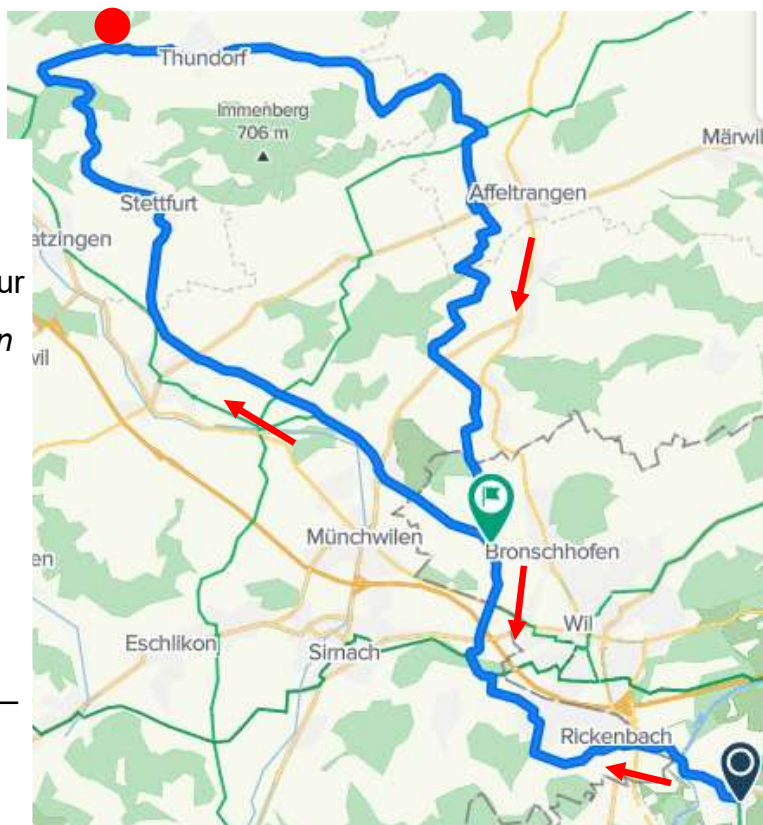 Thundorf
Immenberg
706 m
Märwil
Stettfurt
Affeltrangen
atzingen
ur
n
wil
Münchwilen
Bronschhofen
en
Wil
Eschlikon
Sirnach
Rickenbach
–